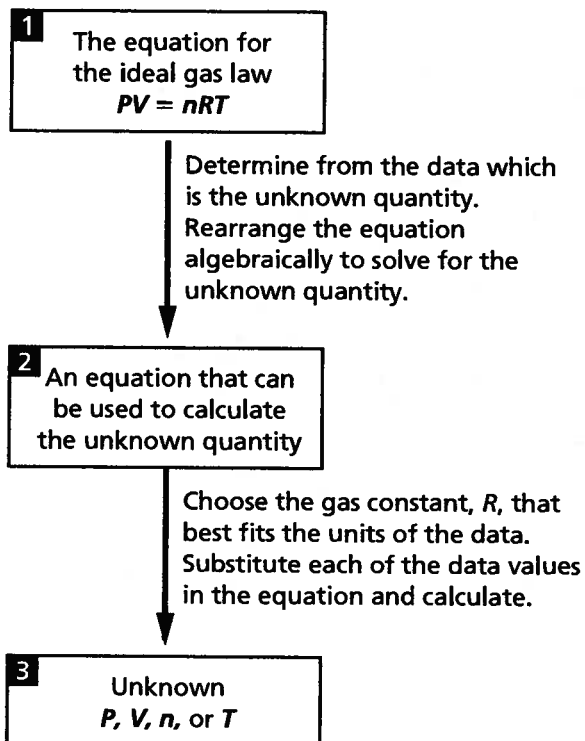 1
The equation for
the ideal gas law
PV = nRT
Determine from the data which
is the unknown quantity.
Rearrange the equation
algebraically to solve for the
unknown quantity.
2
An equation that can
be used to calculate
the unknown quantity
Choose the gas constant, R, that
best fits the units of the data.
Substitute each of the data values
in the equation and calculate.
3
Unknown
P, V, n, or T